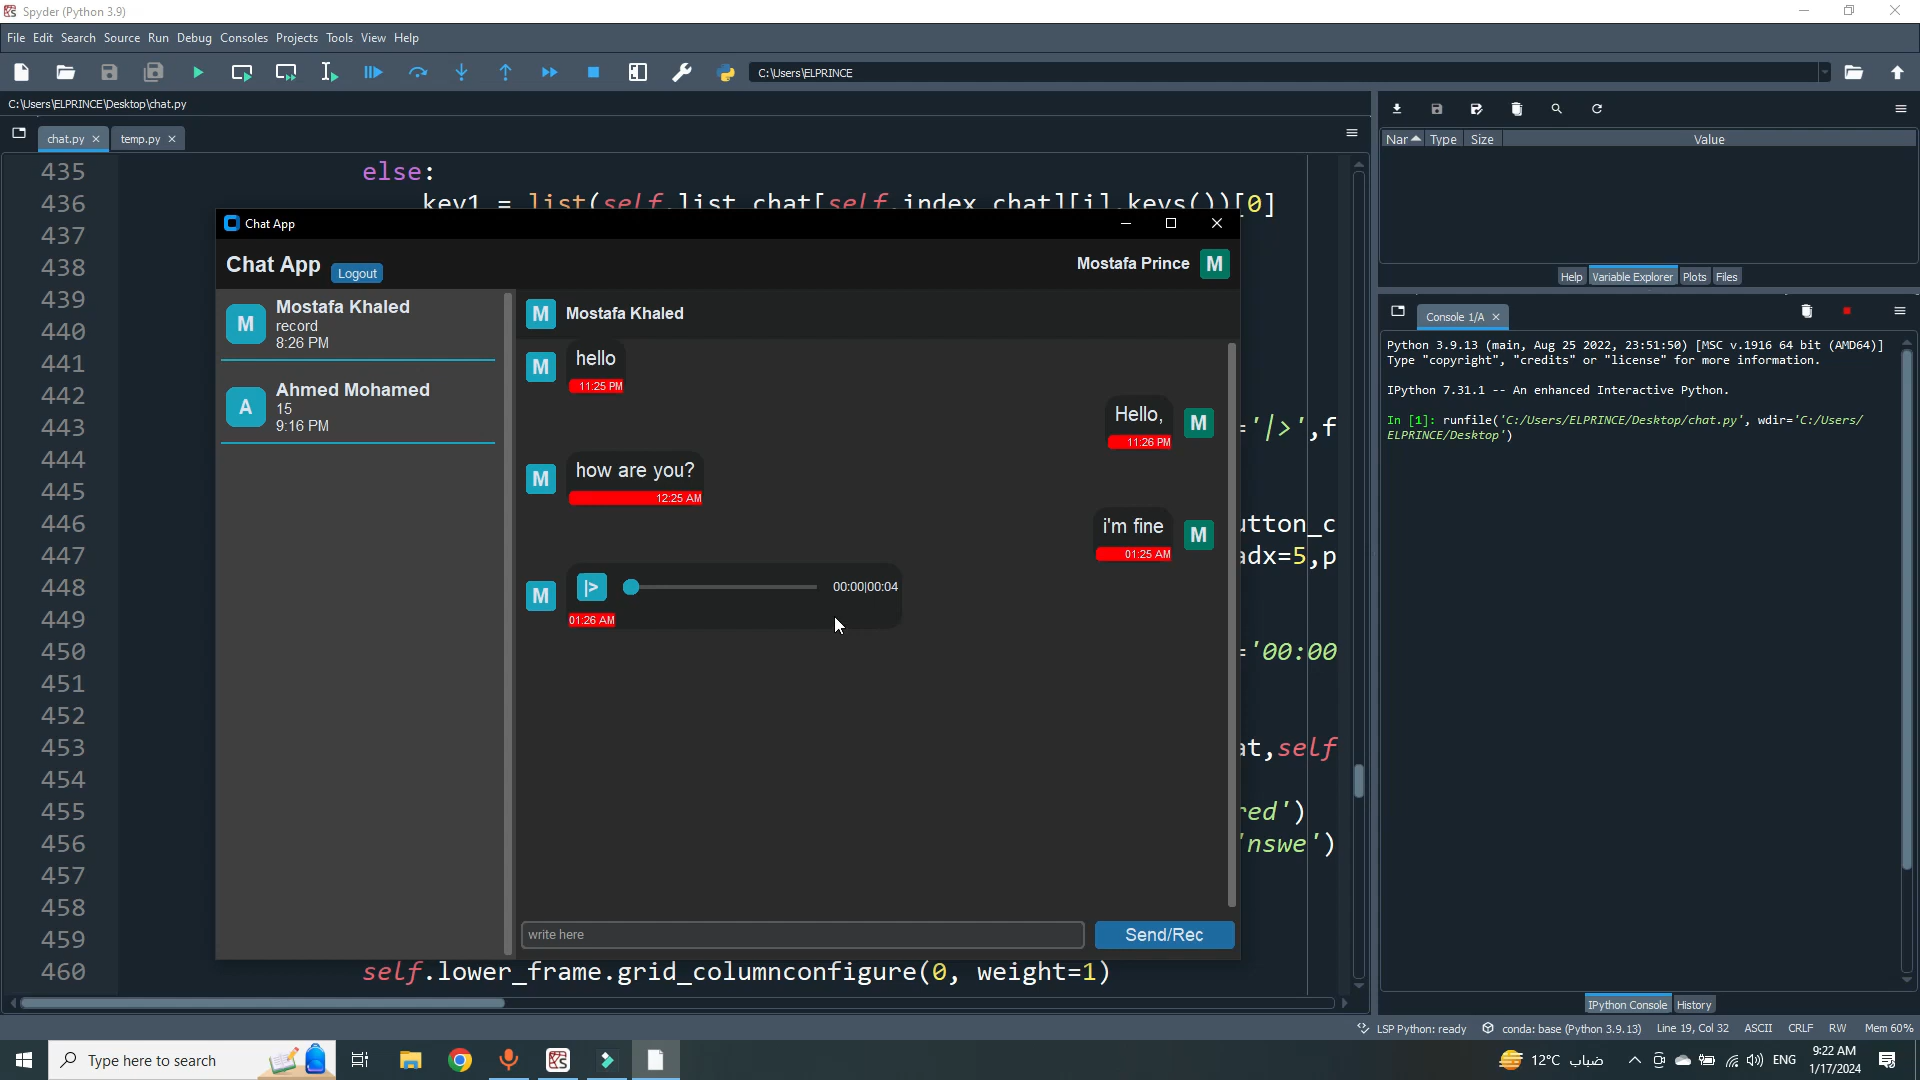 Spyder (Python 3.9)
File Edit Search Source Run Debug Consoles Projects Tools View Help
C:\Users\ELPRINCE
C:\Users\ELPRINCE\Desktop\chat.py
chat.py
temp.py
435 else:
436 key1 = list(self.list_chat[self.index_chat][i].keys())[0]
437
438
439
440
441
442
443 ='|>',f
444
445
446 utton_c
447 adx=5,p
448
449
450 ='00:00
451
452
453 at,self
454
455 red')
456 'nswe')
457
458
459
460 self.lower_frame.grid_columnconfigure(0, weight=1)
Chat App
Chat App
Logout
Mostafa Prince M
M Mostafa Khaled
record
8:26 PM
A Ahmed Mohamed
15
9:16 PM
M Mostafa Khaled
M hello
11:25 PM
Hello, M
11:26 PM
M how are you?
12:25 AM
i'm fine M
01:25 AM
M |> 00:00|00:04
01:26 AM
write here
Send/Rec
Nar Type Size Value
Help Variable Explorer Plots Files
Console 1/A
Python 3.9.13 (main, Aug 25 2022, 23:51:50) [MSC v.1916 64 bit (AMD64)]
Type "copyright", "credits" or "license" for more information.
IPython 7.31.1 -- An enhanced Interactive Python.
In [1]: runfile('C:/Users/ELPRINCE/Desktop/chat.py', wdir='C:/Users/
ELPRINCE/Desktop')
IPython Console History
LSP Python: ready conda: base (Python 3.9.13) Line 19, Col 32 ASCII CRLF RW Mem 60%
Type here to search
12°C ضباب
ENG
9:22 AM
1/17/2024